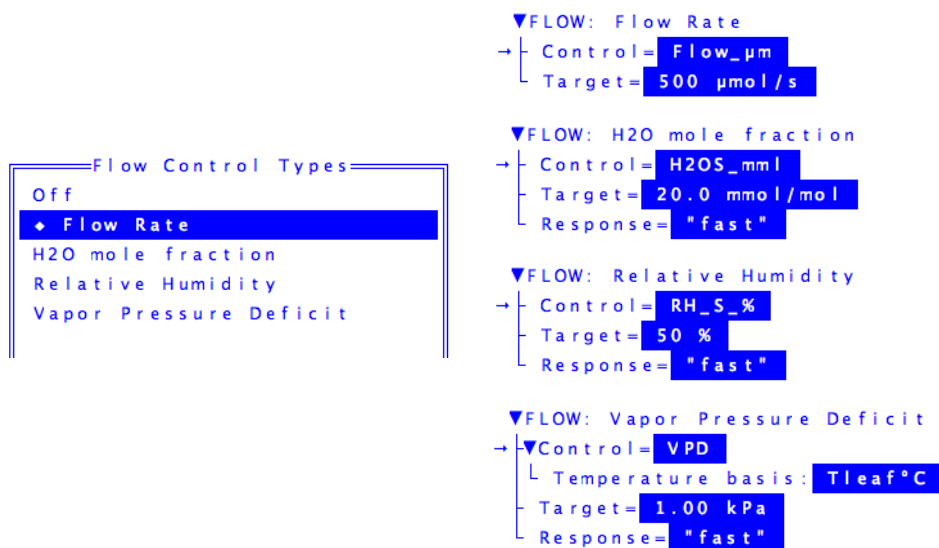 Flow Control Types
Off
◆ Flow Rate
H2O mole fraction
Relative Humidity
Vapor Pressure Deficit
▼FLOW: Flow Rate
→ Control= Flow_µm
Target= 500 µmol/s
▼FLOW: H2O mole fraction
→ Control= H2OS_mml
Target= 20.0 mmol/mol
Response= "fast"
▼FLOW: Relative Humidity
→ Control= RH_S_%
Target= 50 %
Response= "fast"
▼FLOW: Vapor Pressure Deficit
→ ▼Control= VPD
Temperature basis: Tleaf°C
Target= 1.00 kPa
Response= "fast"